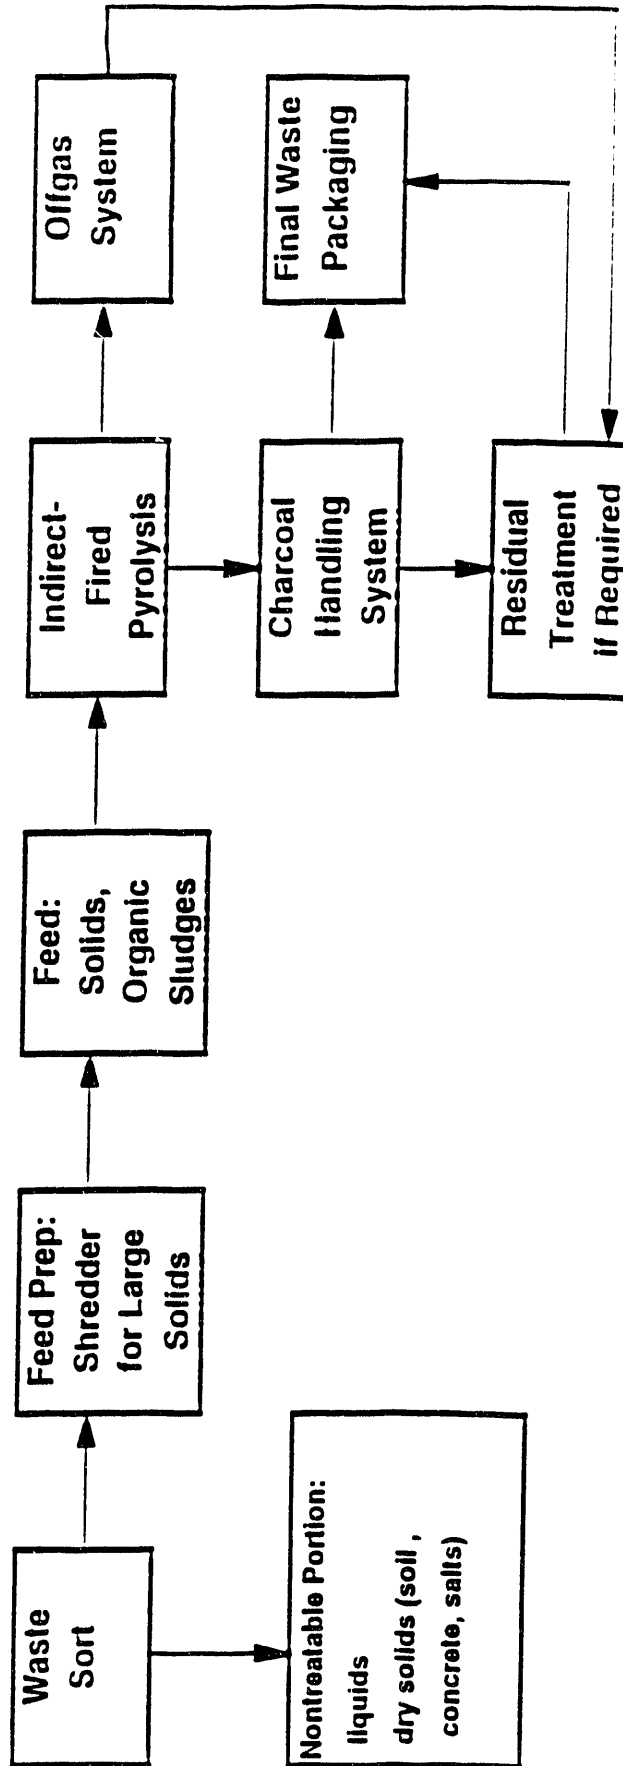 Waste
Sort
Feed Prep:
Shredder
for Large
Solids
Feed:
Solids,
Organic
Sludges
Indirect-
Fired
Pyrolysis
Offgas
System
Nontreatable Portion:
liquids
dry solids (soil ,
concrete, salts)
Charcoal
Handling
System
Final Waste
Packaging
Residual
Treatment
if Required